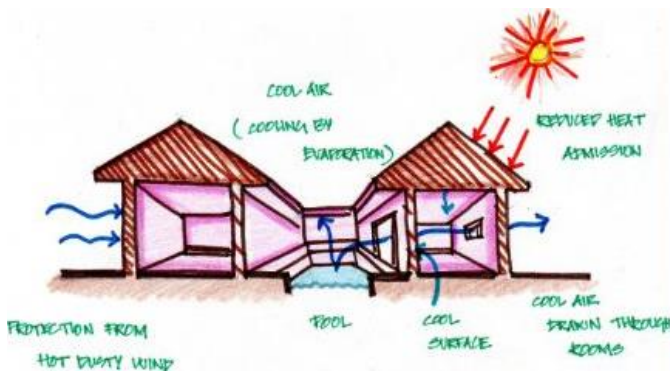 COOL AIR
( COOLING BY
EVAPORATION)
REDUCED HEAT
ADMISSION
PROTECTION FROM
HOT DUSTY WIND
POOL
COOL
SURFACE
COOL AIR
DRAWN THROUGH
ROOMS